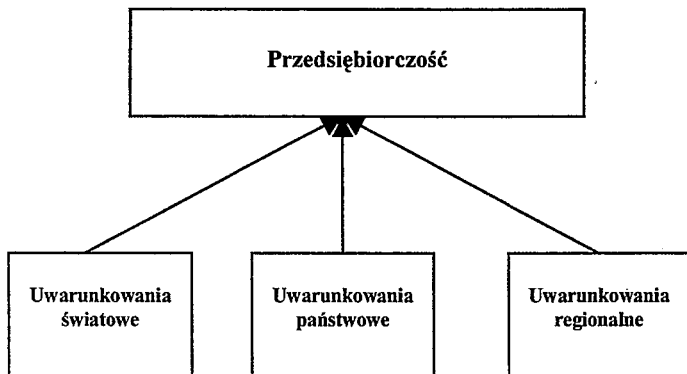 Przedsiębiorczość
Uwarunkowania
światowe
Uwarunkowania
państwowe
Uwarunkowania
regionalne